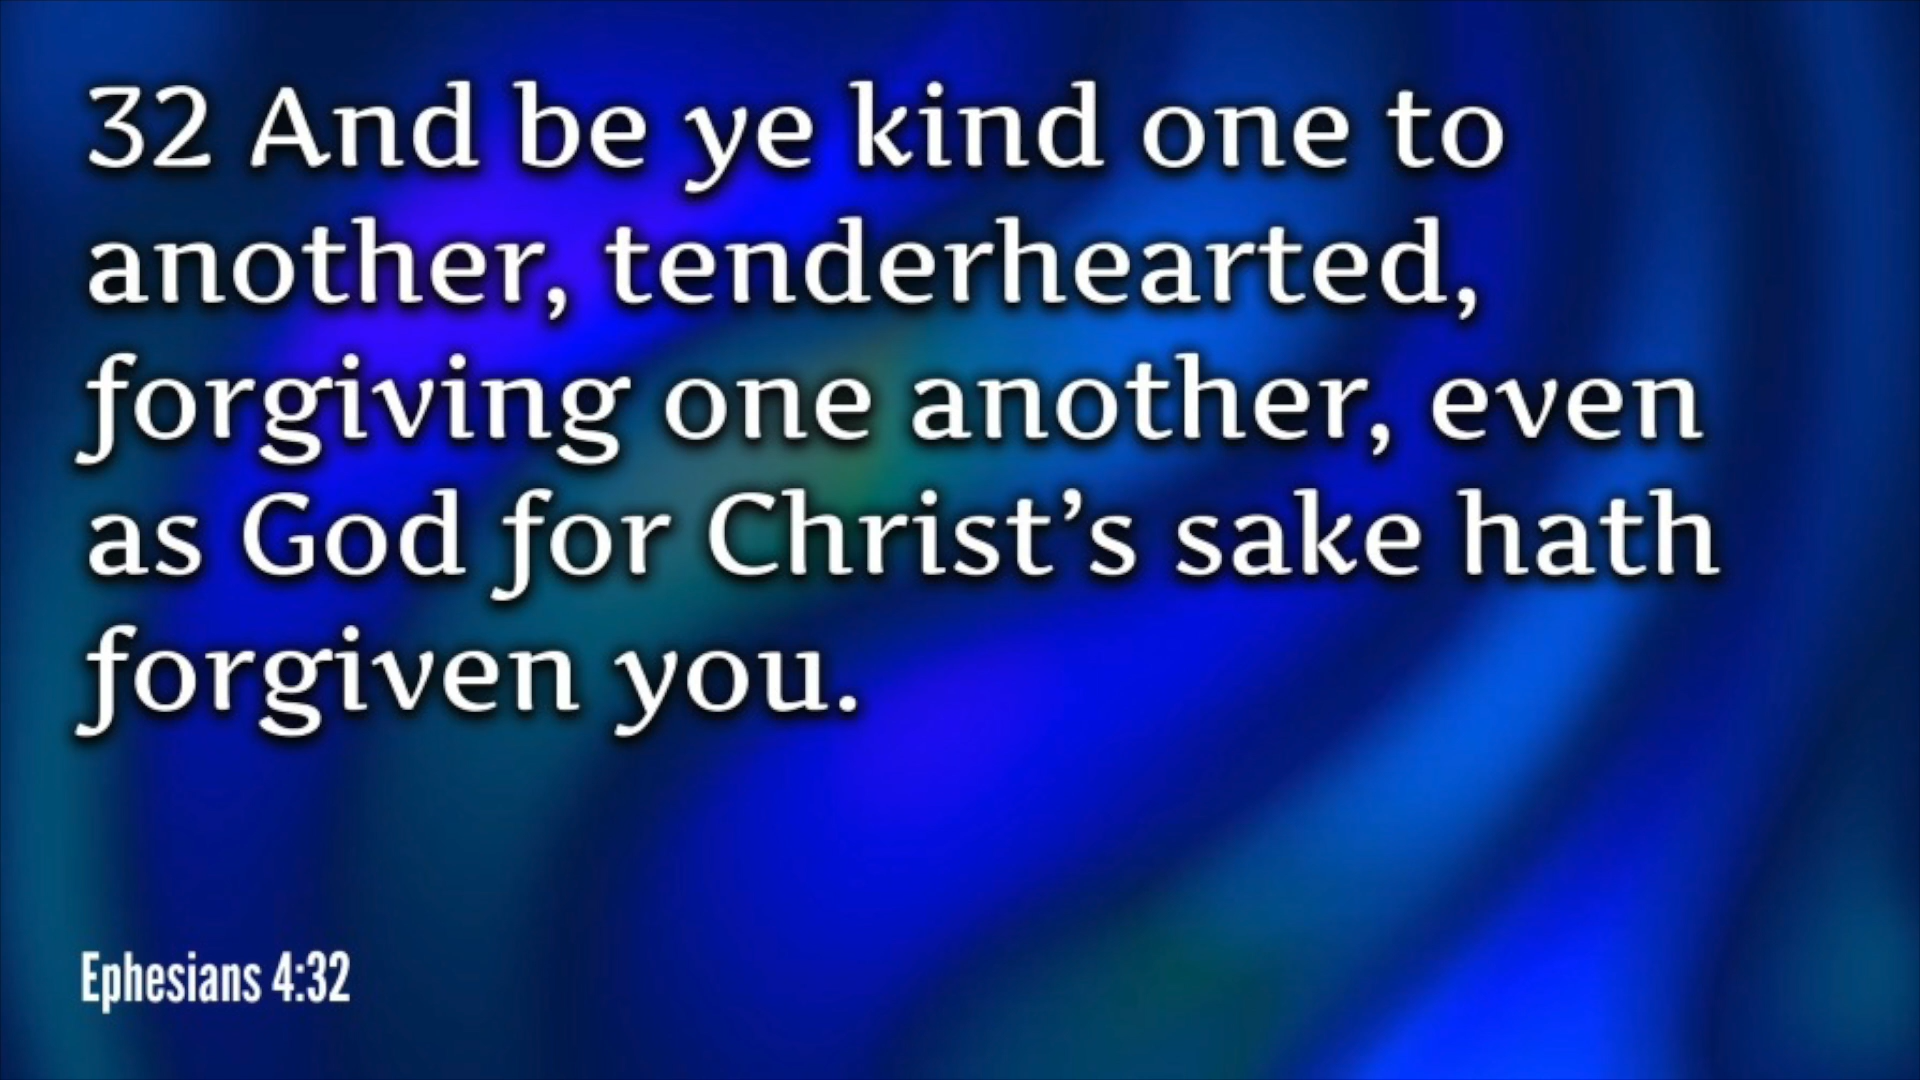 32 And be ye kind one to
another, tenderhearted,
forgiving one another, even
as God for Christ’s sake hath
forgiven you.
Ephesians 4:32